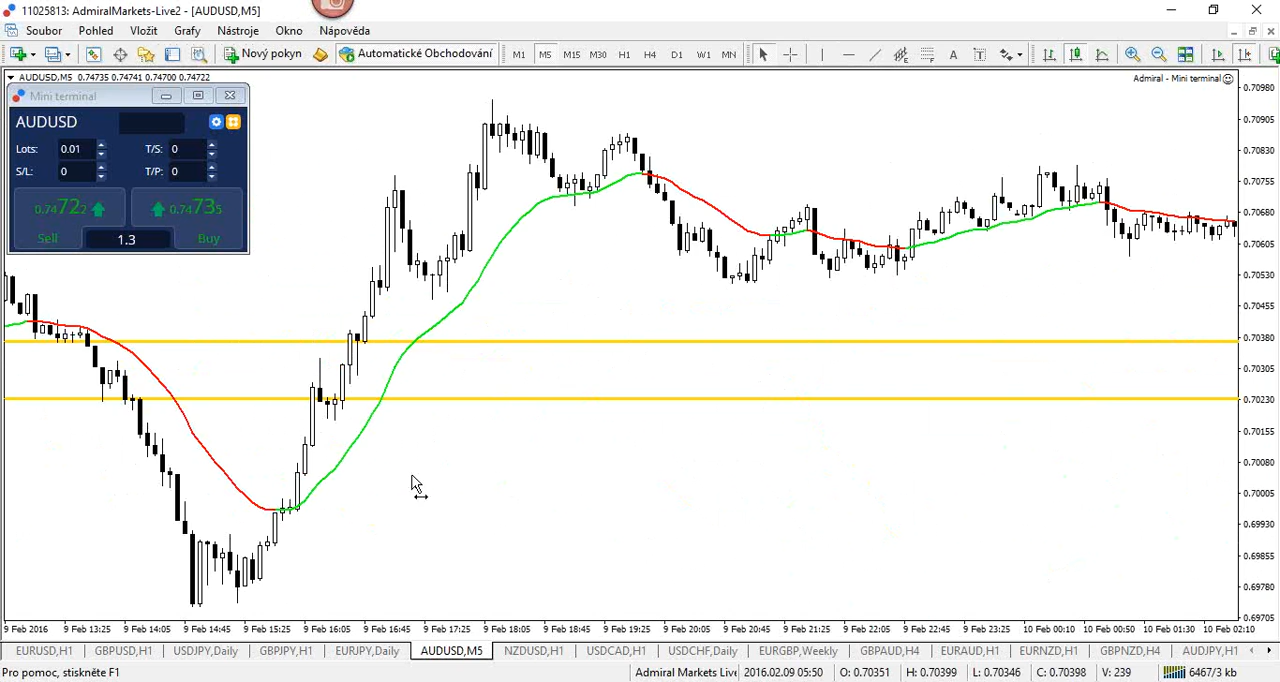 11025813: AdmiralMarkets-Live2 - [AUDUSD,M5]
Soubor Pohled Vložit Grafy Nástroje Okno Nápověda
Nový pokyn Automatické Obchodování M1 M5 M15 M30 H1 H4 D1 W1 MN A T
AUDUSD,M5 0.74735 0.74741 0.74700 0.74722
Admiral - Mini terminal
Mini terminal
AUDUSD
Lots: 0.01 T/S: 0
S/L: 0 T/P: 0
0.74722 0.74735
Sell 1.3 Buy
0.70980
0.70905
0.70830
0.70755
0.70680
0.70605
0.70530
0.70455
0.70380
0.70305
0.70230
0.70155
0.70080
0.70005
0.69930
0.69855
0.69780
0.69705
9 Feb 2016 9 Feb 13:25 9 Feb 14:05 9 Feb 14:45 9 Feb 15:25 9 Feb 16:05 9 Feb 16:45 9 Feb 17:25 9 Feb 18:05 9 Feb 18:45 9 Feb 19:25 9 Feb 20:05 9 Feb 20:45 9 Feb 21:25 9 Feb 22:05 9 Feb 22:45 9 Feb 23:25 10 Feb 00:10 10 Feb 00:50 10 Feb 01:30 10 Feb 02:10
EURUSD,H1 GBPUSD,H1 USDJPY,Daily GBPJPY,H1 EURJPY,Daily AUDUSD,M5 NZDUSD,H1 USDCAD,H1 USDCHF,Daily EURGBP,Weekly GBPAUD,H4 EURAUD,H1 EURNZD,H1 GBPNZD,H4 AUDJPY,H1
Pro pomoc, stiskněte F1 Admiral Markets Live 2016.02.09 05:50 O: 0.70351 H: 0.70399 L: 0.70346 C: 0.70398 V: 239 6467/3 kb